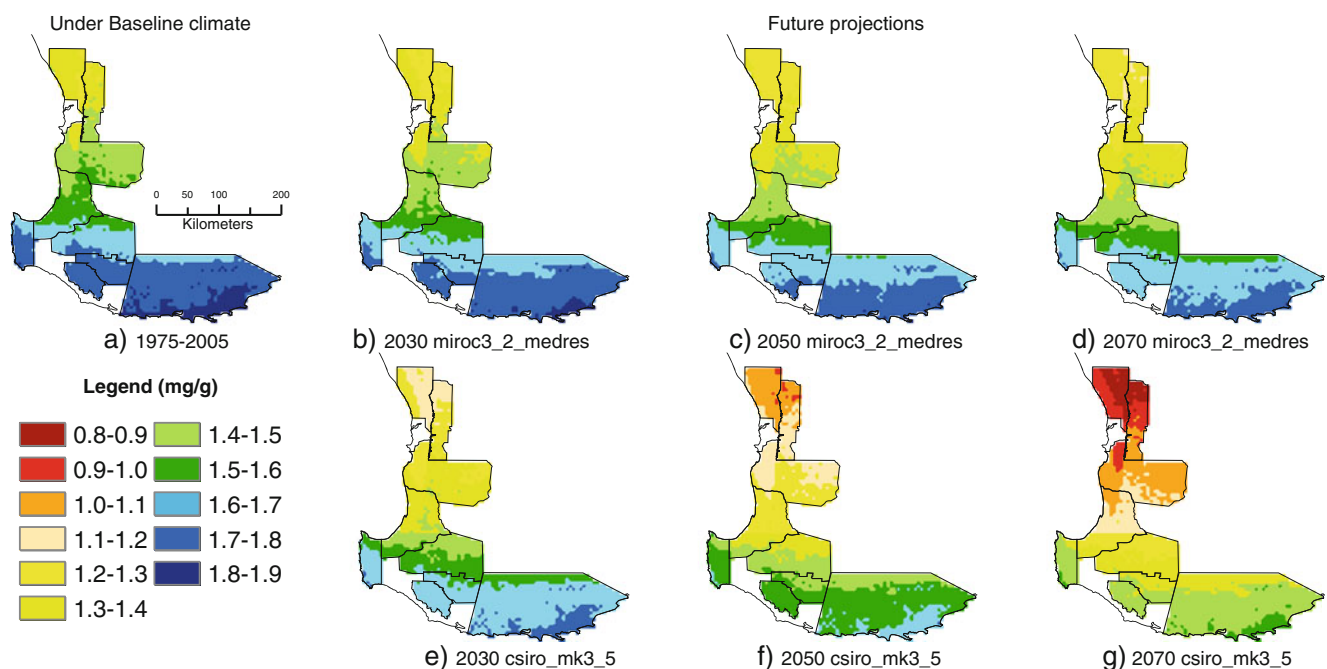 Under Baseline climate
Future projections
0 50 100 200
Kilometers
a) 1975-2005
b) 2030 miroc3_2_medres
c) 2050 miroc3_2_medres
d) 2070 miroc3_2_medres
Legend (mg/g)
0.8-0.9
0.9-1.0
1.0-1.1
1.1-1.2
1.2-1.3
1.3-1.4
1.4-1.5
1.5-1.6
1.6-1.7
1.7-1.8
1.8-1.9
e) 2030 csiro_mk3_5
f) 2050 csiro_mk3_5
g) 2070 csiro_mk3_5